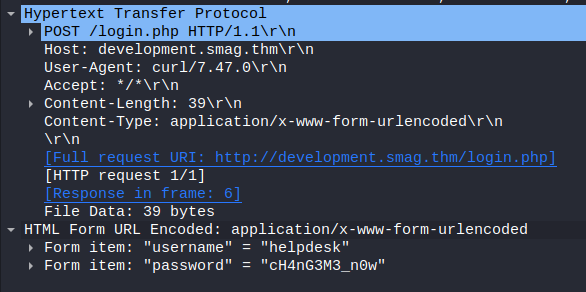 Hypertext Transfer Protocol
POST /login.php HTTP/1.1\r\n
Host: development.smag.thm\r\n
User-Agent: curl/7.47.0\r\n
Accept: */*\r\n
Content-Length: 39\r\n
Content-Type: application/x-www-form-urlencoded\r\n
\r\n
[Full request URI: http://development.smag.thm/login.php]
[HTTP request 1/1]
[Response in frame: 6]
File Data: 39 bytes
HTML Form URL Encoded: application/x-www-form-urlencoded
Form item: "username" = "helpdesk"
Form item: "password" = "cH4nG3M3_n0w"